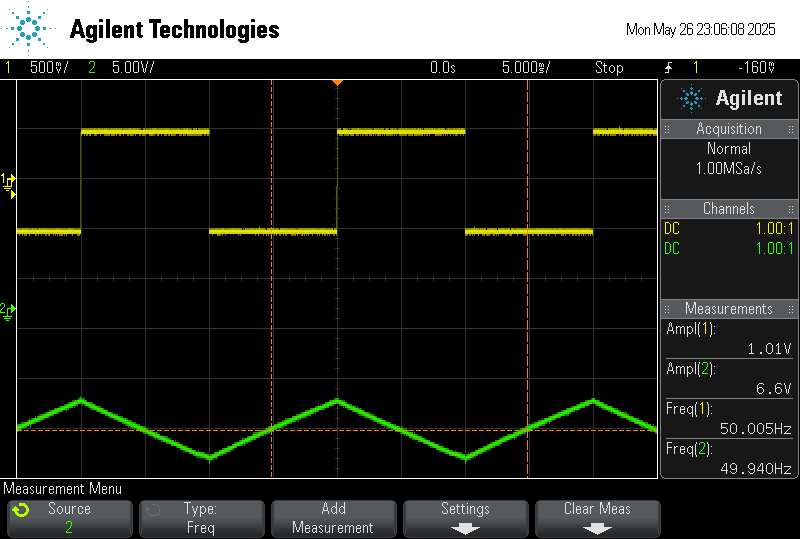 Agilent Technologies
Mon May 26 23:06:08 2025
1 500mV/ 2 5.00V/ 0.0s 5.000ms/ Stop 1 -160mV
Agilent
Acquisition
Normal
1.00MSa/s
Channels
DC 1.00:1
DC 1.00:1
Measurements
Ampl(1):
1.01V
Ampl(2):
6.6V
Freq(1):
50.005Hz
Freq(2):
49.940Hz
1
2
Measurement Menu
Source
2
Type:
Freq
Add
Measurement
Settings
Clear Meas